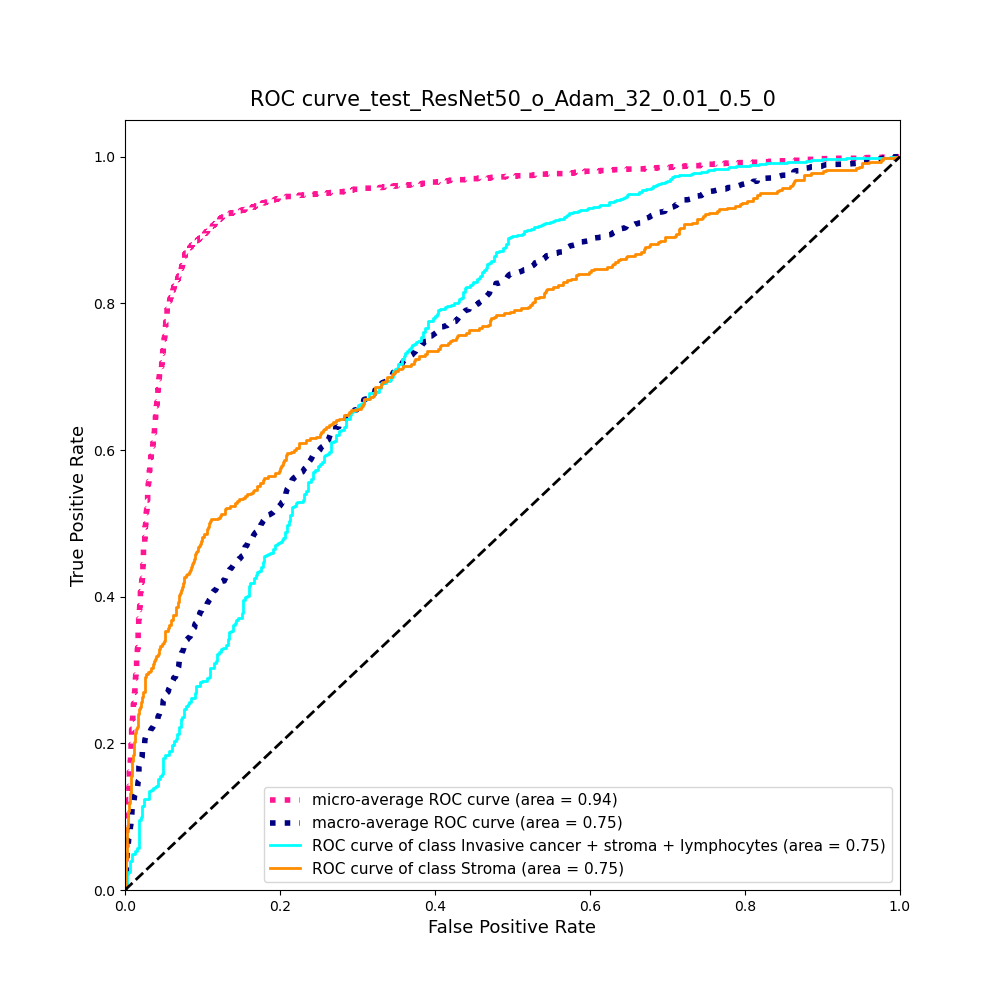 ROC curve_test_ResNet50_o_Adam_32_0.01_0.5_0
1.0
0.8
0.6
0.4
0.2
0.0
True Positive Rate
micro-average ROC curve (area = 0.94)
macro-average ROC curve (area = 0.75)
ROC curve of class Invasive cancer + stroma + lymphocytes (area = 0.75)
ROC curve of class Stroma (area = 0.75)
0.0 0.2 0.4 0.6 0.8 1.0
False Positive Rate